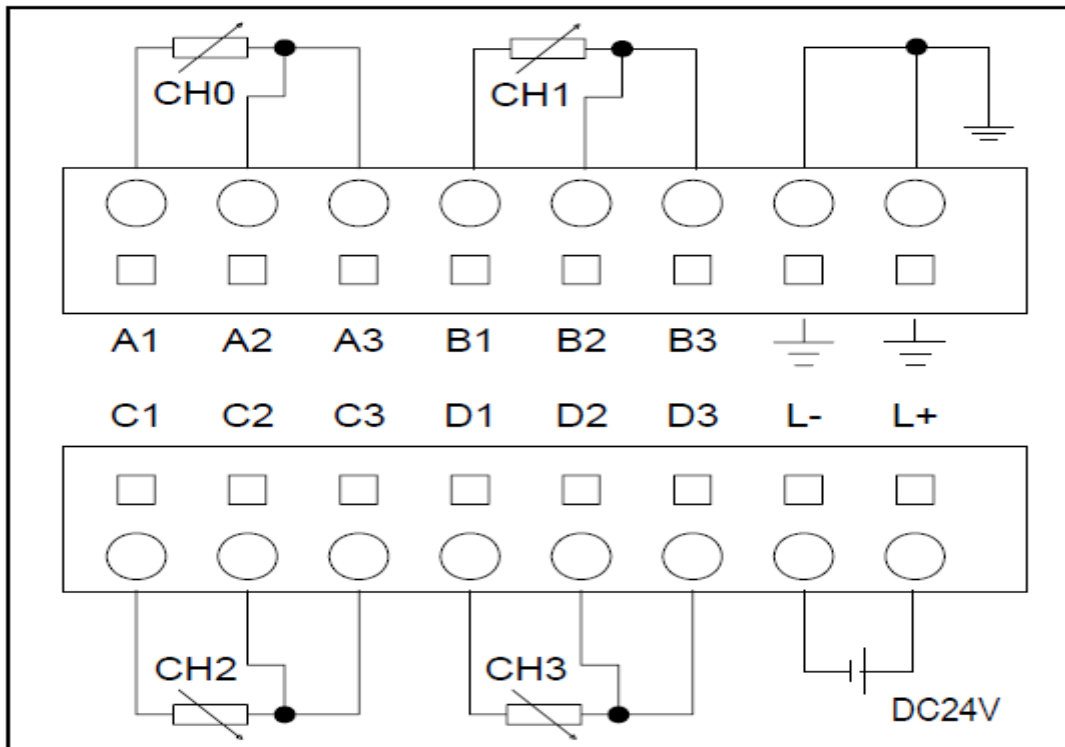 CH0 CH1
A1 A2 A3 B1 B2 B3
C1 C2 C3 D1 D2 D3 L- L+
CH2 CH3
DC24V